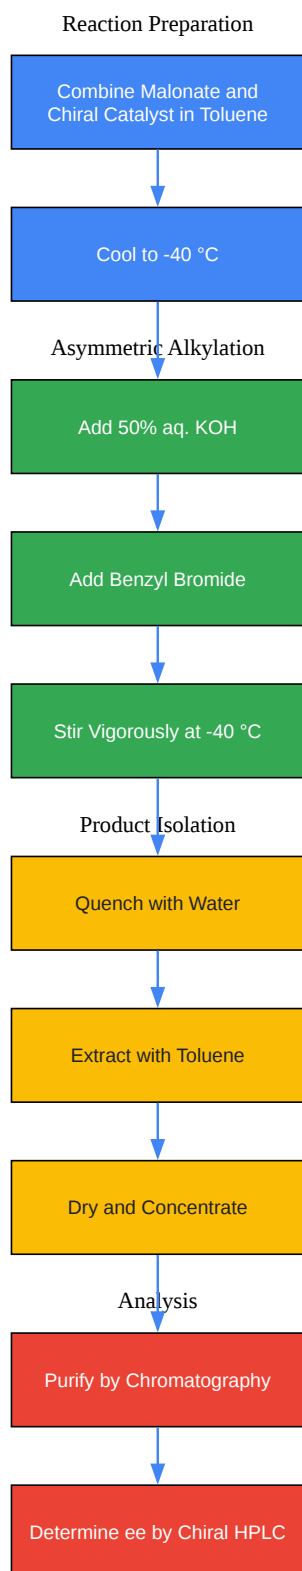 Reaction Preparation
Combine Malonate and
Chiral Catalyst in Toluene
Cool to -40 °C
Asymmetric Alkylation
Add 50% aq. KOH
Add Benzyl Bromide
Stir Vigorously at -40 °C
Product Isolation
Quench with Water
Extract with Toluene
Dry and Concentrate
Analysis
Purify by Chromatography
Determine ee by Chiral HPLC